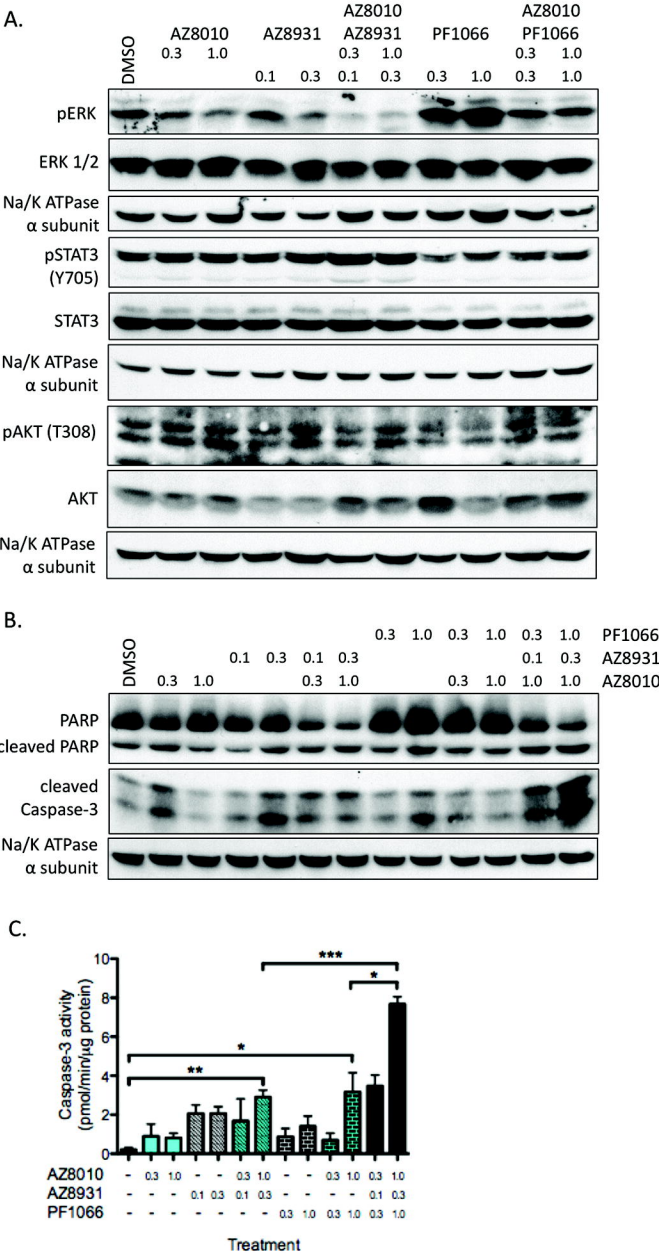 A.
AZ8010 AZ8010
AZ8010 AZ8931 AZ8931 PF1066 PF1066
DMSO 0.3 1.0 0.3 1.0 0.3 1.0
0.1 0.3 0.1 0.3 0.3 1.0 0.3 1.0
pERK
ERK 1/2
Na/K ATPase
α subunit
pSTAT3
(Y705)
STAT3
Na/K ATPase
α subunit
pAKT (T308)
AKT
Na/K ATPase
α subunit
B.
DMSO
0.3 1.0 0.3 1.0 0.3 1.0 PF1066
0.1 0.3 0.1 0.3 0.1 0.3 AZ8931
0.3 1.0 0.3 1.0 0.3 1.0 1.0 1.0 AZ8010
PARP
cleaved PARP
cleaved
Caspase-3
Na/K ATPase
α subunit
C.
Caspase-3 activity
(pmol/min/µg protein)
10
8
6
4
2
0
***
*
*
**
AZ8010 - 0.3 1.0 - - 0.3 1.0 - - 0.3 1.0 0.3 1.0
AZ8931 - - - 0.1 0.3 0.1 0.3 - - - - 0.1 0.3
PF1066 - - - - - - - 0.3 1.0 0.3 1.0 0.3 1.0
Treatment